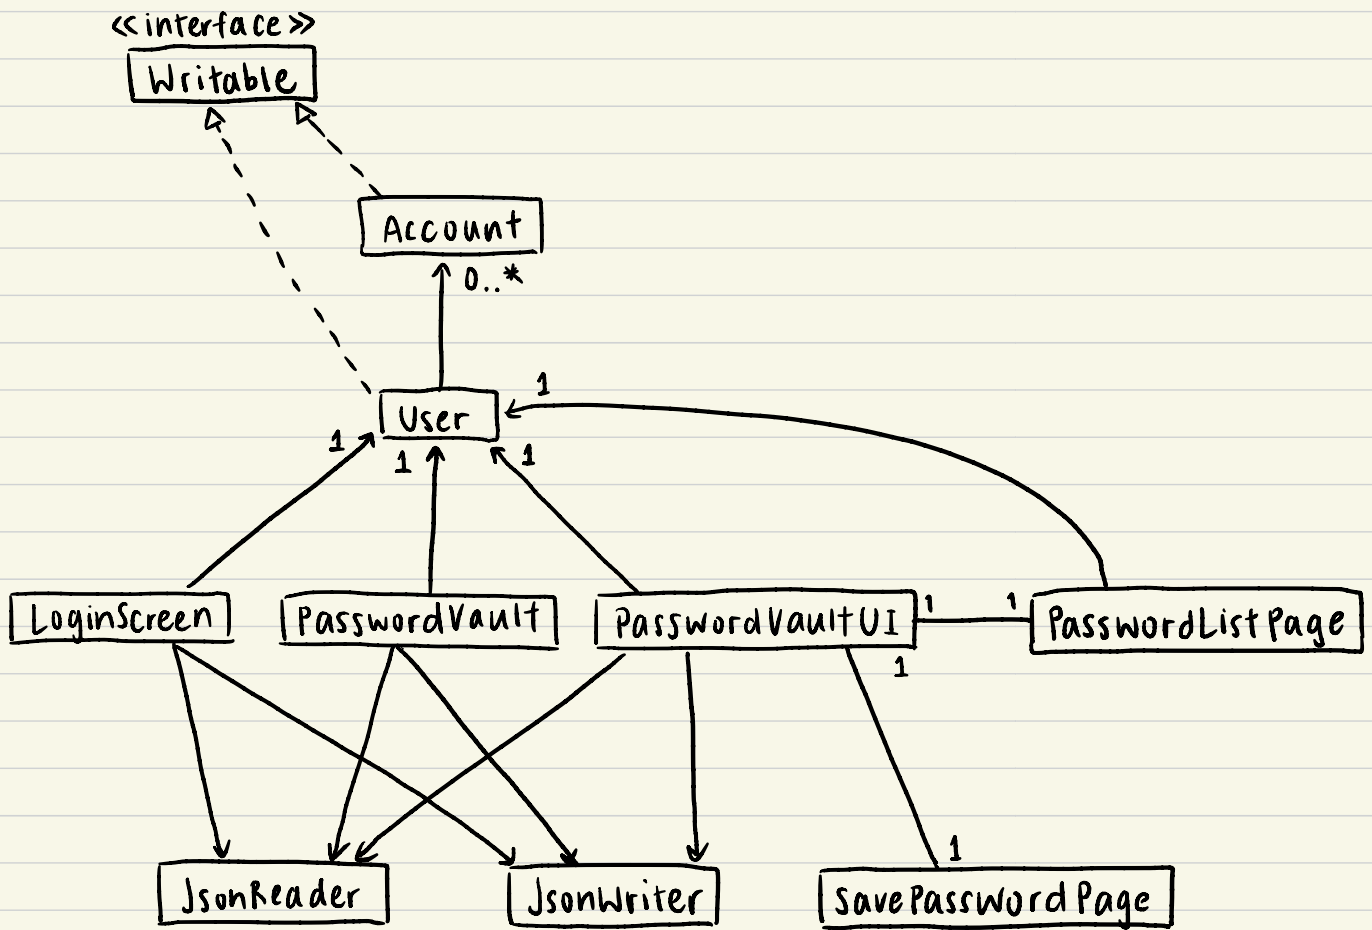 <<interface>>
Writable
Account
0..*
1
User
1
1
1
LoginScreen
PasswordVault
PasswordVaultUI
1
1
PasswordListPage
1
1
JsonReader
JsonWriter
SavePasswordPage